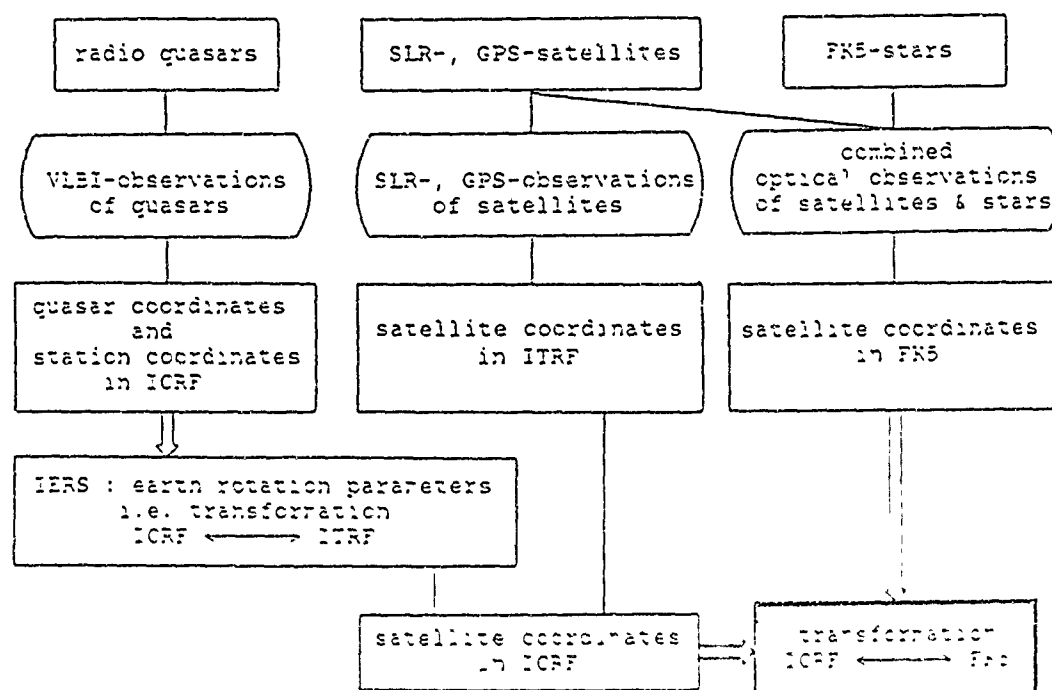 radio quasars
SLR-, GPS-satellites
FK5-stars
VLBI-observations
of quasars
SLR-, GPS-observations
of satellites
combined
optical observations
of satellites & stars
quasar coordinates
and
station coordinates
in ICRF
satellite coordinates
in ITRF
satellite coordinates
in FK5
IERS : earth rotation parameters
i.e. transformation
ICRF ⟷ ITRF
satellite coordinates
in ICRF
transformation
ICRF ⟷